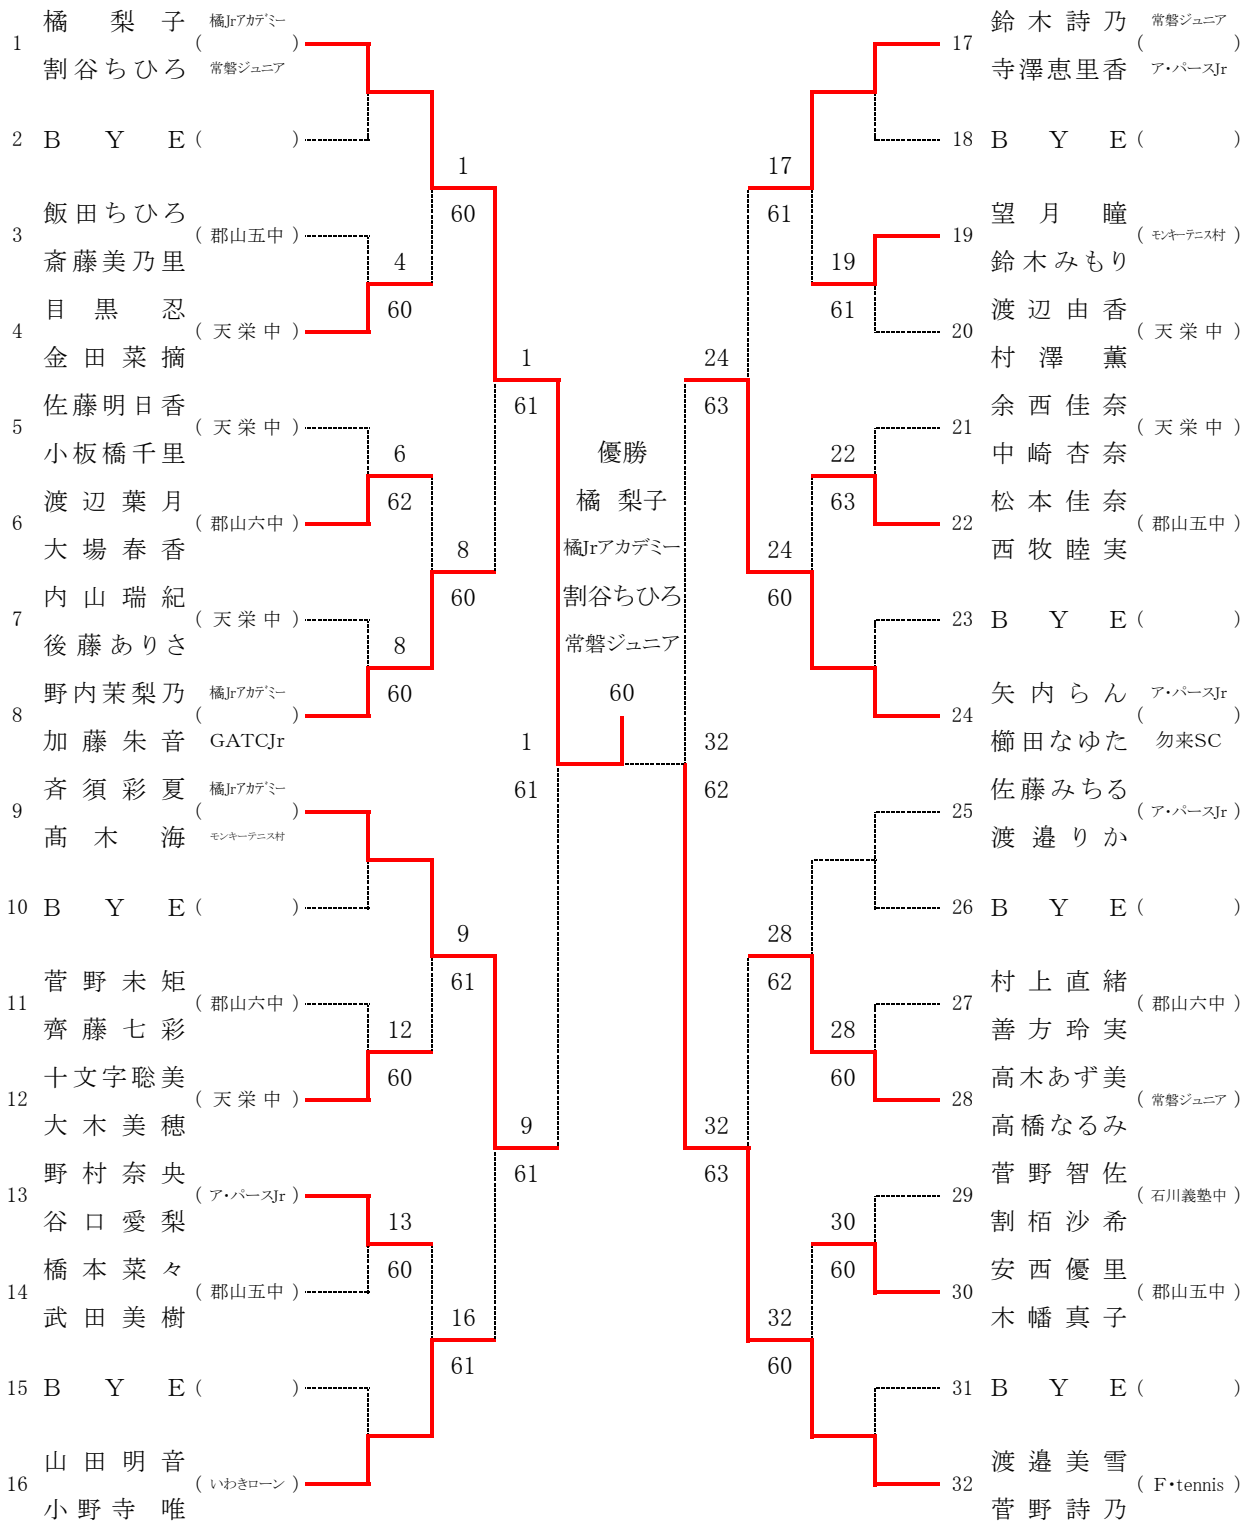 1 橘梨子 橘Jrアカデミー
( )
割谷ちひろ 常磐ジュニア
2 BYE ( )
3 飯田ちひろ
( 郡山五中 )
斎藤美乃里
4 目黒忍
( 天栄中 )
金田菜摘
5 佐藤明日香
( 天栄中 )
小板橋千里
6 渡辺葉月
( 郡山六中 )
大場春香
7 内山瑞紀
( 天栄中 )
後藤ありさ
8 野内茉梨乃 橘Jrアカデミー
( )
加藤朱音 GATCJr
9 斉須彩夏 橘Jrアカデミー
( )
髙木海 モンキーテニス村
10 BYE ( )
11 菅野未矩
( 郡山六中 )
齊藤七彩
12 十文字聡美
( 天栄中 )
大木美穂
13 野村奈央
( ア・パースJr )
谷口愛梨
14 橋本菜々
( 郡山五中 )
武田美樹
15 BYE ( )
16 山田明音
( いわきローン )
小野寺唯
4
60
6
62
8
60
12
60
13
60
1
60
8
60
9
61
16
61
1
61
9
61
1
61
優勝
橘 梨子
橘Jrアカデミー
割谷ちひろ
常磐ジュニア
60
32
62
24
63
32
63
17
61
24
60
28
62
32
60
19
61
22
63
28
60
30
60
17 鈴木詩乃 常磐ジュニア
( )
寺澤恵里香 ア・パースJr
18 BYE ( )
19 望月瞳
( モンキーテニス村 )
鈴木みもり
20 渡辺由香
( 天栄中 )
村澤薫
21 余西佳奈
( 天栄中 )
中崎杏奈
22 松本佳奈
( 郡山五中 )
西牧睦実
23 BYE ( )
24 矢内らん ア・パースJr
( )
櫛田なゆた 勿来SC
25 佐藤みちる
( ア・パースJr )
渡邉りか
26 BYE ( )
27 村上直緒
( 郡山六中 )
善方玲実
28 高木あず美
( 常磐ジュニア )
高橋なるみ
29 菅野智佐
( 石川義塾中 )
割栢沙希
30 安西優里
( 郡山五中 )
木幡真子
31 BYE ( )
32 渡邉美雪
( F・tennis )
菅野詩乃